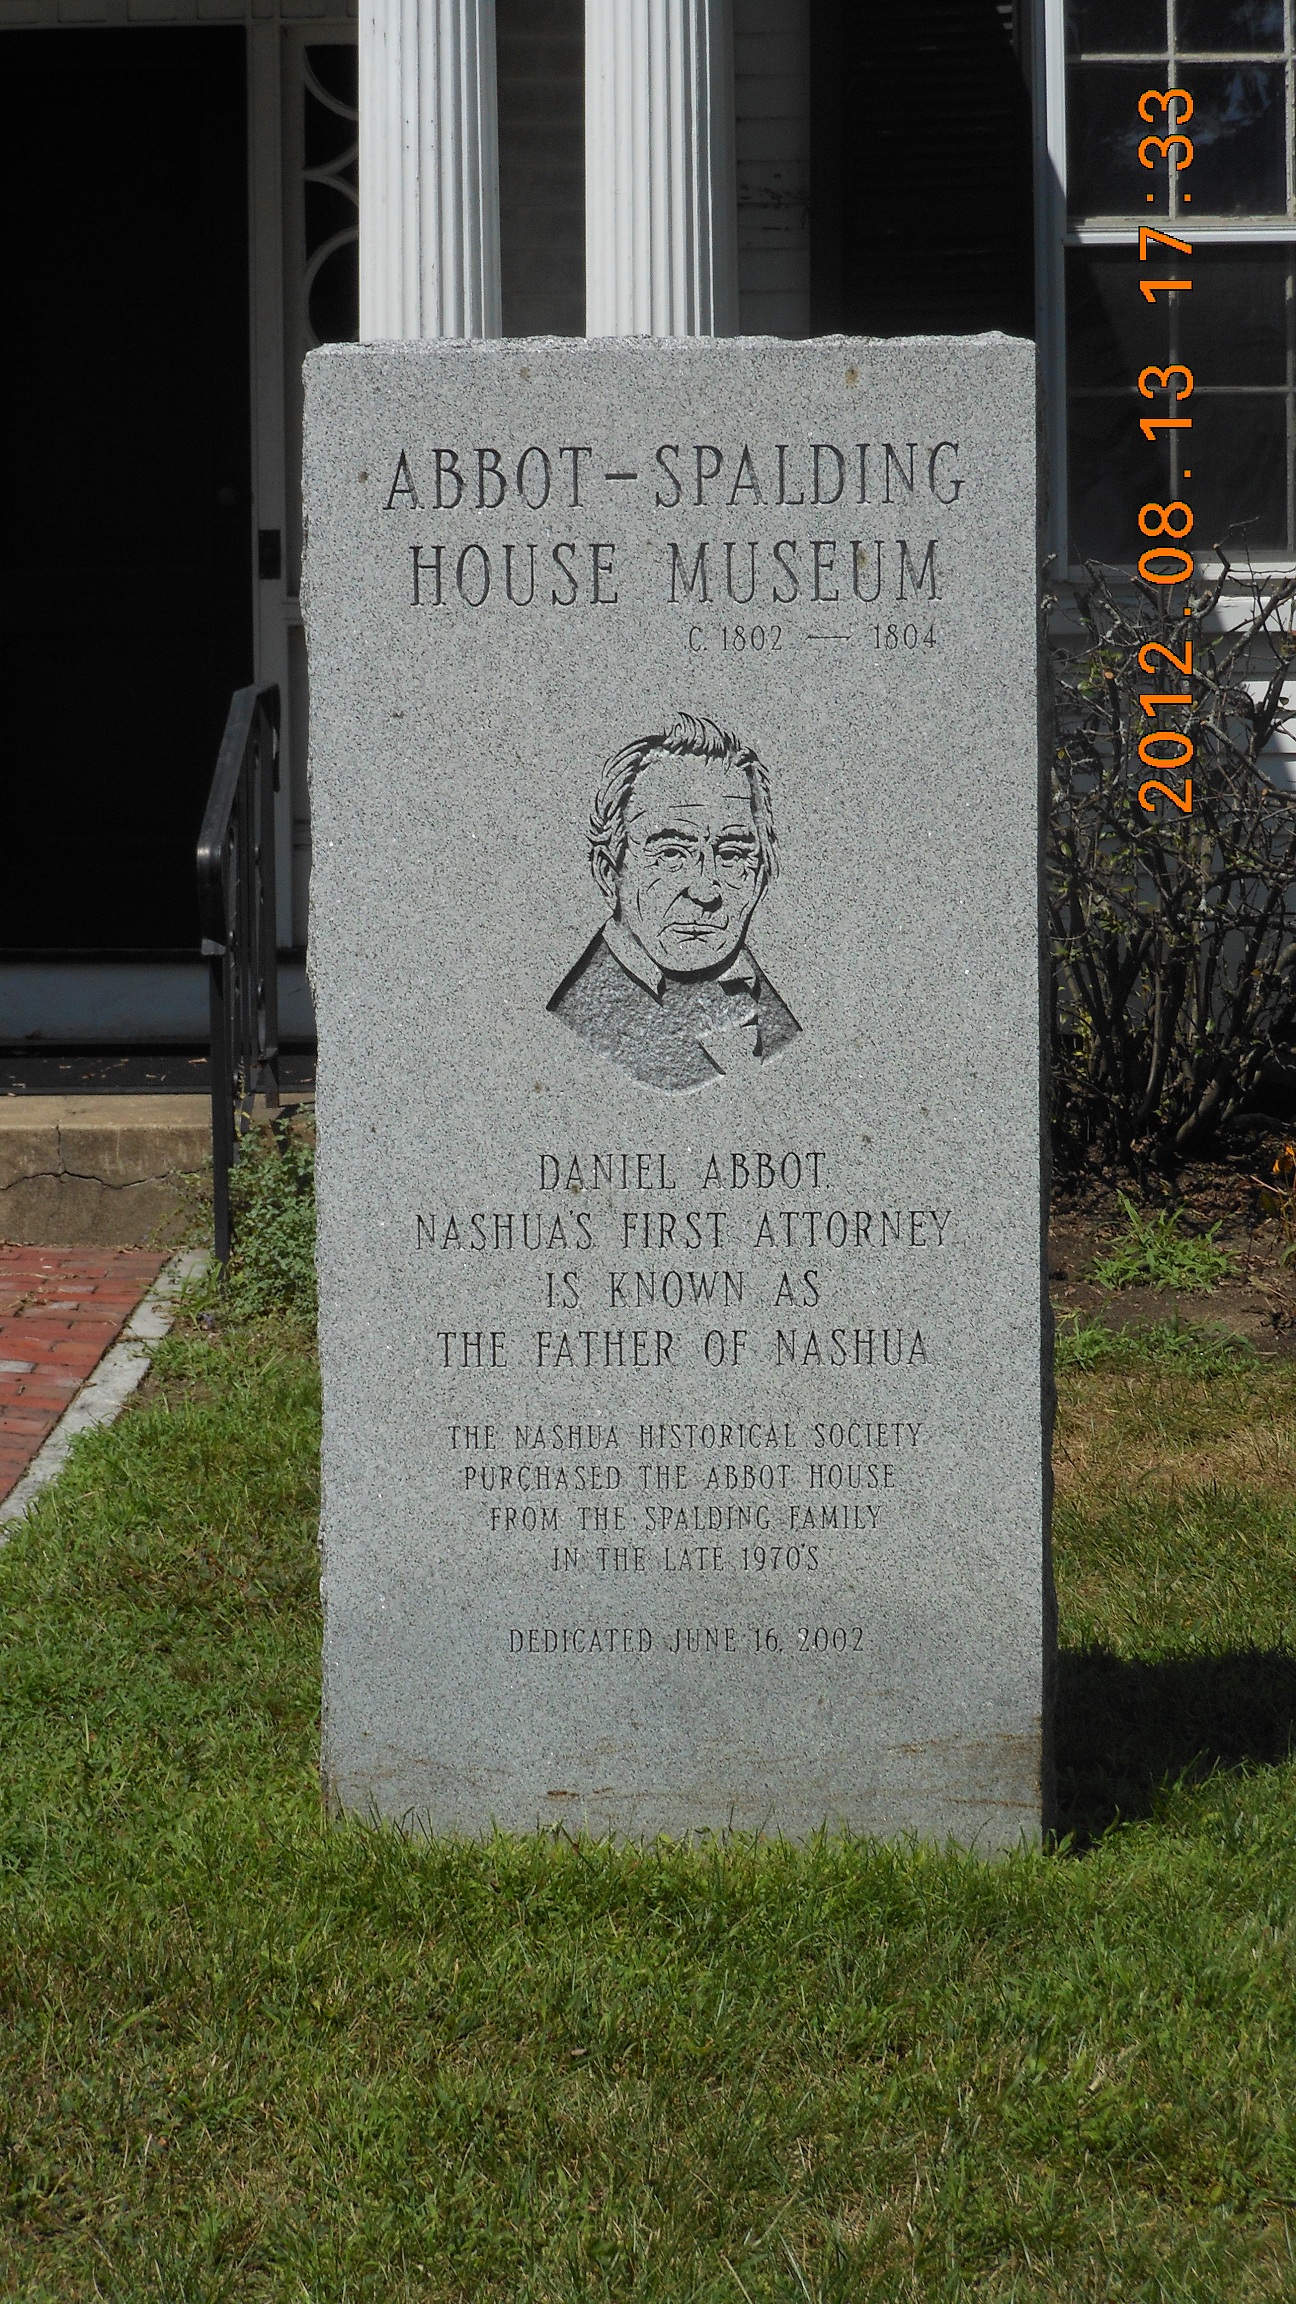 ABBOT-SPALDING
HOUSE MUSEUM
C. 1802 — 1804
DANIEL ABBOT,
NASHUA'S FIRST ATTORNEY
IS KNOWN AS
THE FATHER OF NASHUA
THE NASHUA HISTORICAL SOCIETY
PURCHASED THE ABBOT HOUSE
FROM THE SPALDING FAMILY
IN THE LATE 1970'S
DEDICATED JUNE 16, 2002
2012.08.13 17:33